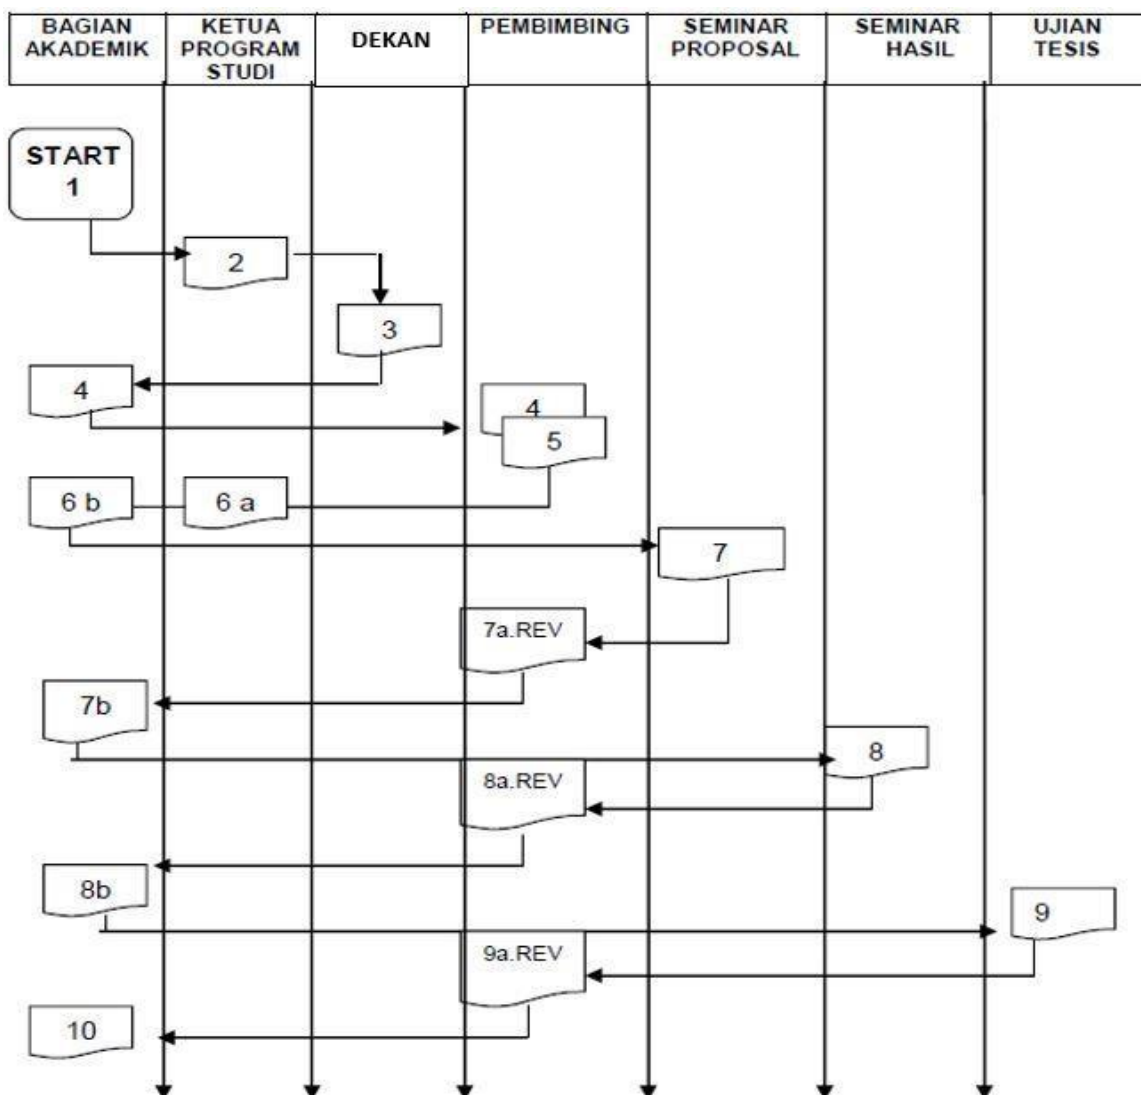 BAGIAN
AKADEMIK
KETUA
PROGRAM
STUDI
DEKAN
PEMBIMBING
SEMINAR
PROPOSAL
SEMINAR
HASIL
UJIAN
TESIS
START
1
2
3
4
4
5
6 b
6 a
7
7a.REV
7b
8
8a.REV
8b
9
9a.REV
10